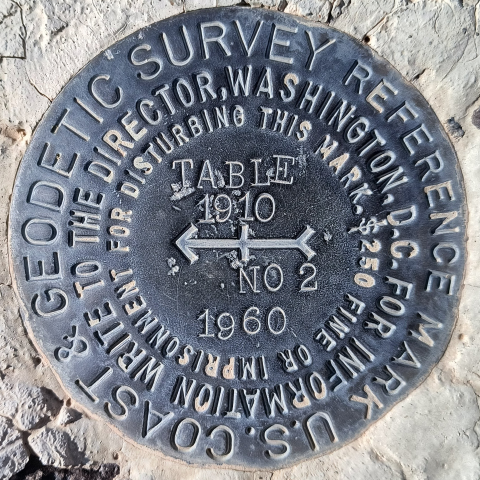 U.S. COAST & GEODETIC SURVEY REFERENCE MARK
FOR INFORMATION WRITE TO THE DIRECTOR, WASHINGTON, D.C.
$250 FINE OR IMPRISONMENT FOR DISTURBING THIS MARK.
TABLE
1910
NO 2
1960